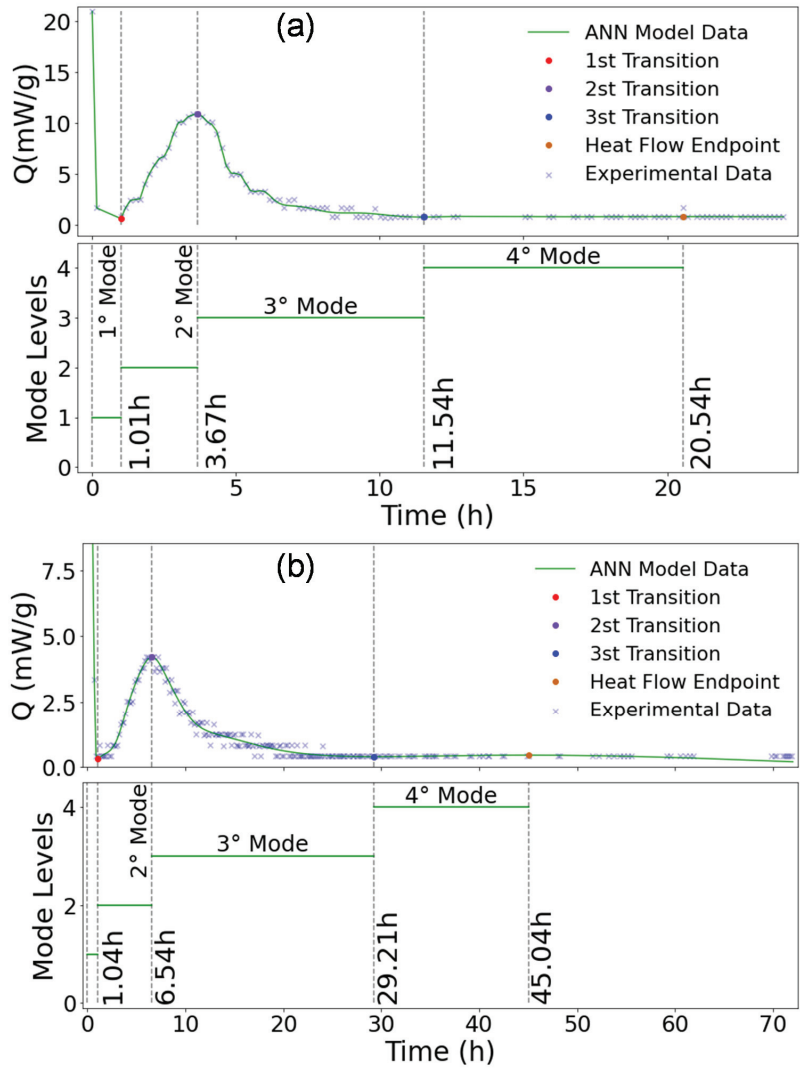 (a)
ANN Model Data
1st Transition
2st Transition
3st Transition
Heat Flow Endpoint
Experimental Data
Q(mW/g)
20
15
10
5
0
Mode Levels
4
3
2
1
0
1° Mode
2° Mode
3° Mode
4° Mode
1.01h
3.67h
11.54h
20.54h
0 5 10 15 20
Time (h)
(b)
ANN Model Data
1st Transition
2st Transition
3st Transition
Heat Flow Endpoint
Experimental Data
Q (mW/g)
7.5
5.0
2.5
0.0
Mode Levels
4
3
2
1
0
2° Mode
3° Mode
4° Mode
1.04h
6.54h
29.21h
45.04h
0 10 20 30 40 50 60 70
Time (h)